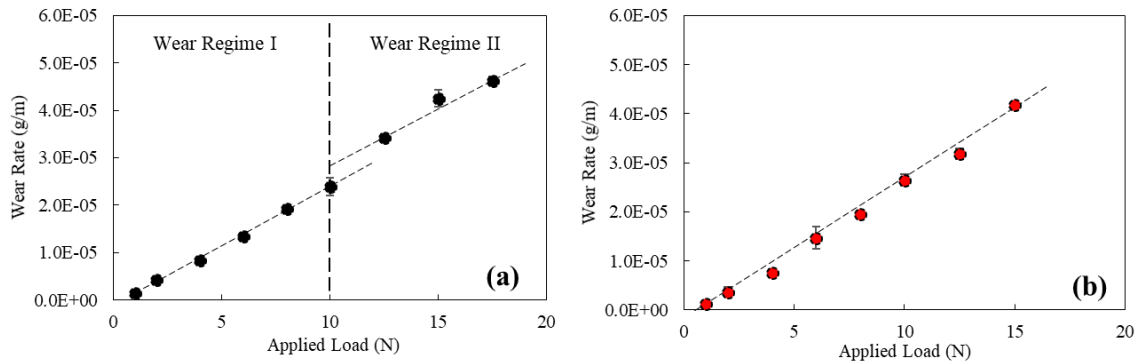 6.0E-05
5.0E-05
4.0E-05
3.0E-05
2.0E-05
1.0E-05
0.0E+00
Wear Rate (g/m)
Wear Regime I
Wear Regime II
(a)
0
5
10
15
20
Applied Load (N)
6.0E-05
5.0E-05
4.0E-05
3.0E-05
2.0E-05
1.0E-05
0.0E+00
Wear Rate (g/m)
(b)
0
5
10
15
20
Applied Load (N)